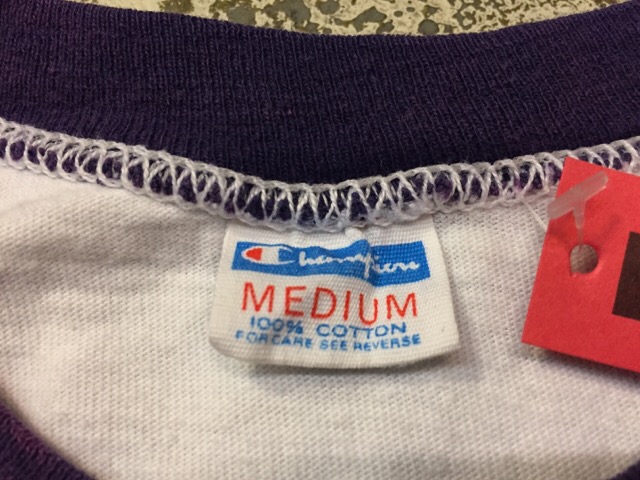 Champion
MEDIUM
100% COTTON
FOR CARE SEE REVERSE